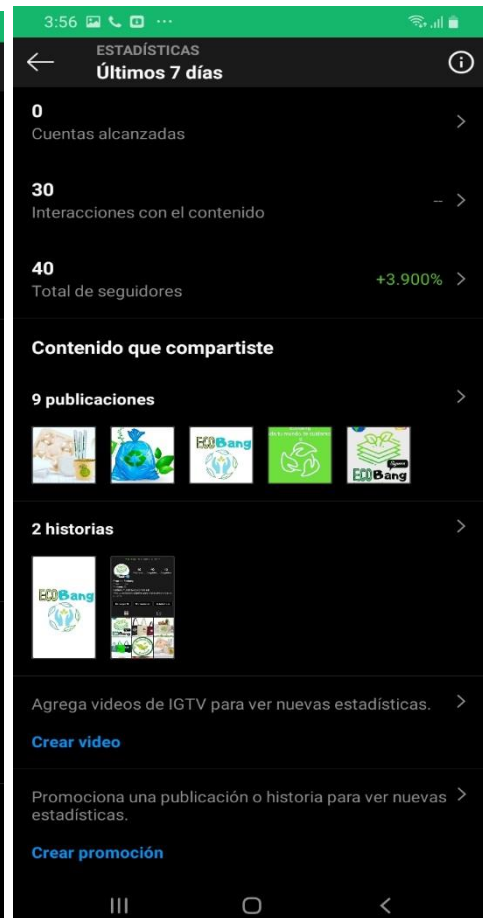 3:56
ESTADÍSTICAS
Últimos 7 días
0
Cuentas alcanzadas
30
Interacciones con el contenido
--
40
Total de seguidores
+3.900%
Contenido que compartiste
9 publicaciones
ECOBang
ECOBang
2 historias
ECOBang
Agrega videos de IGTV para ver nuevas estadísticas.
Crear video
Promociona una publicación o historia para ver nuevas
estadísticas.
Crear promoción